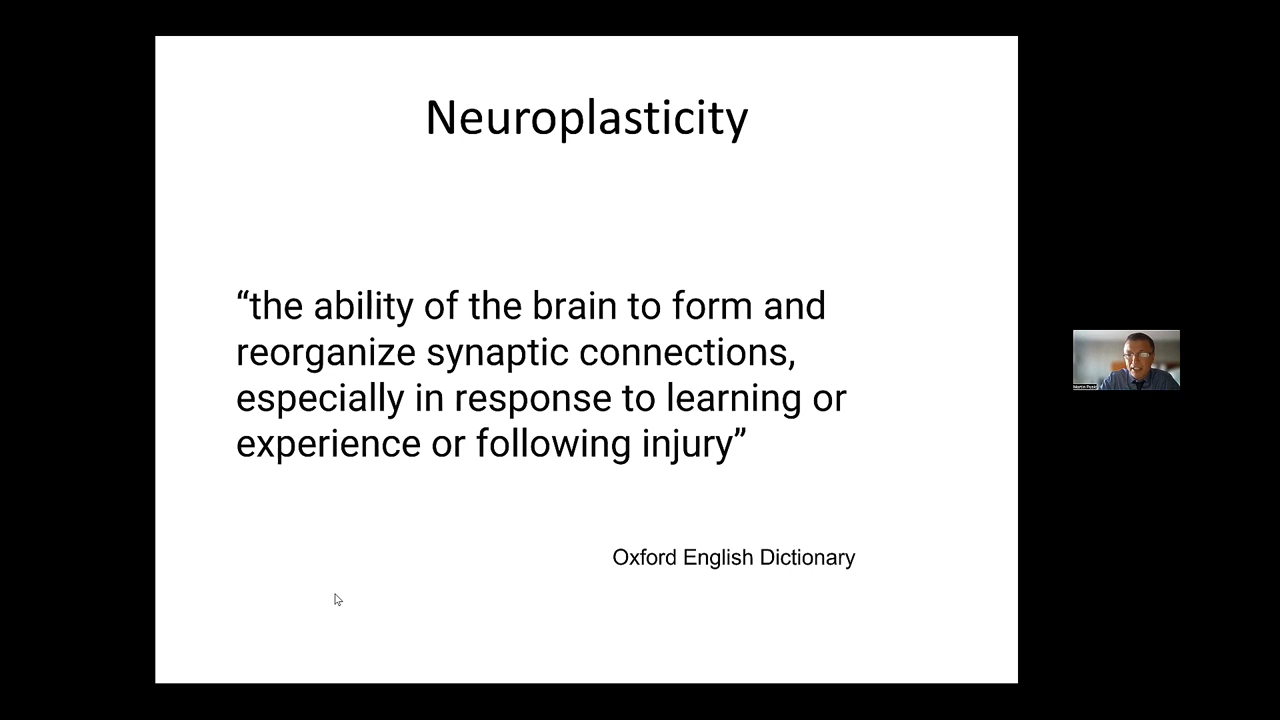 Neuroplasticity
“the ability of the brain to form and
reorganize synaptic connections,
especially in response to learning or
experience or following injury”
Oxford English Dictionary
Martin